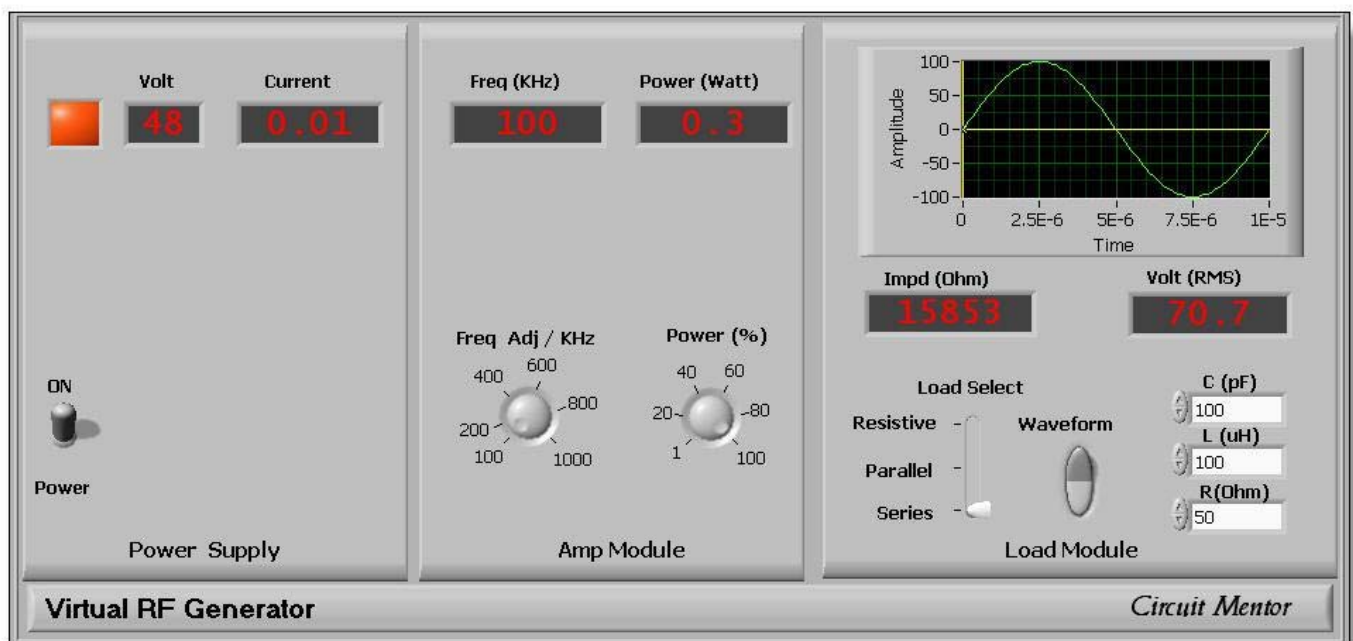 Volt Current
48 0.01
ON
Power
Power Supply
Freq (KHz) Power (Watt)
100 0.3
Freq Adj / KHz Power (%)
400 600 40 60
200 800 20 80
100 1000 1 100
Amp Module
Amplitude
100
50
0
-50
-100
0 2.5E-6 5E-6 7.5E-6 1E-5
Time
Impd (Ohm) Volt (RMS)
15853 70.7
Load Select
Resistive
Parallel
Series
Waveform
C (pF)
100
L (uH)
100
R(Ohm)
50
Load Module
Virtual RF Generator Circuit Mentor